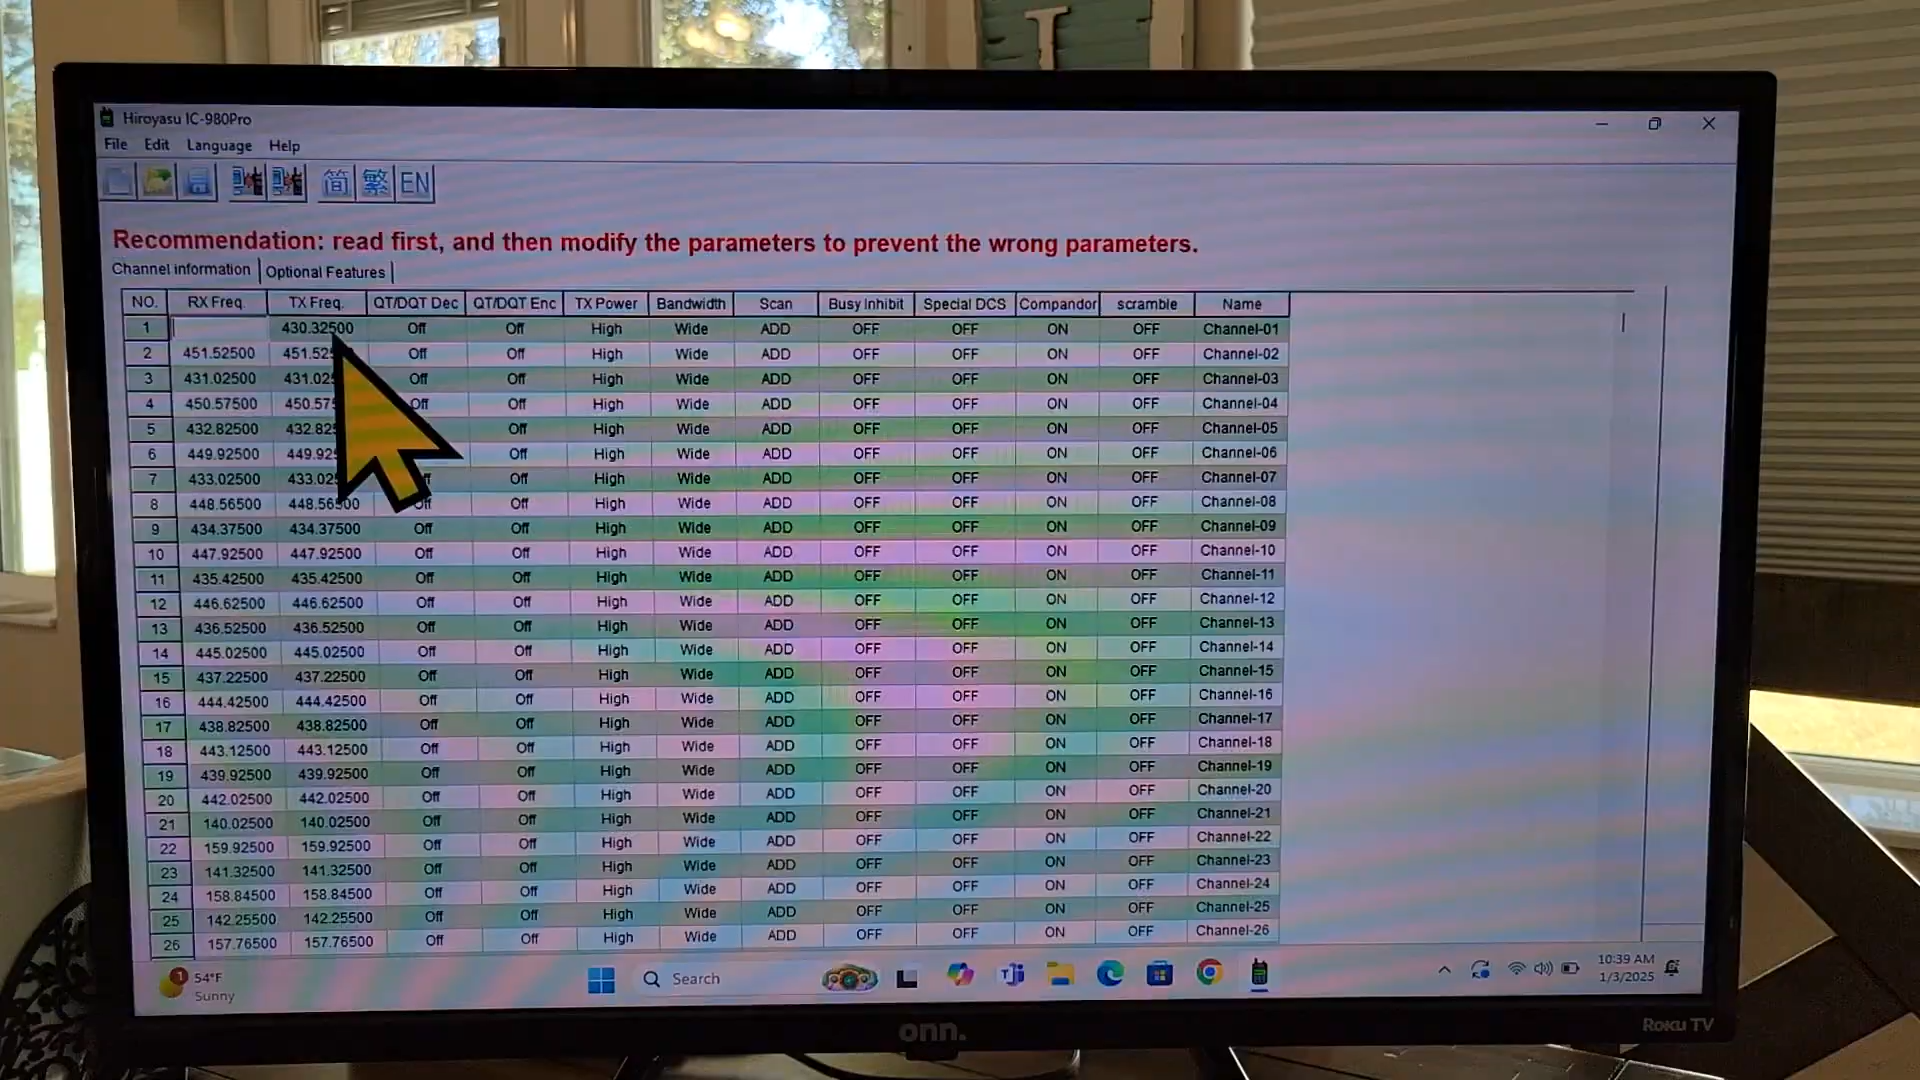 Hiroyasu IC-980Pro
File Edit Language Help
简 繁 EN
Recommendation: read first, and then modify the parameters to prevent the wrong parameters.
Channel information Optional Features
NO. RX Freq. TX Freq. QT/DQT Dec QT/DQT Enc TX Power Bandwidth Scan Busy Inhibit Special DCS Compandor scramble Name
1 430.32500 Off Off High Wide ADD OFF OFF ON OFF Channel-01
2 451.52500 451.52 Off Off High Wide ADD OFF OFF ON OFF Channel-02
3 431.02500 431.02 Off Off High Wide ADD OFF OFF ON OFF Channel-03
4 450.57500 450.57 Off Off High Wide ADD OFF OFF ON OFF Channel-04
5 432.82500 432.82 Off High Wide ADD OFF OFF ON OFF Channel-05
6 449.92500 449.92 Off High Wide ADD OFF OFF ON OFF Channel-06
7 433.02500 433.02 Off High Wide ADD OFF OFF ON OFF Channel-07
8 448.56500 448.56500 Off Off High Wide ADD OFF OFF ON OFF Channel-08
9 434.37500 434.37500 Off Off High Wide ADD OFF OFF ON OFF Channel-09
10 447.92500 447.92500 Off Off High Wide ADD OFF OFF ON OFF Channel-10
11 435.42500 435.42500 Off Off High Wide ADD OFF OFF ON OFF Channel-11
12 446.62500 446.62500 Off Off High Wide ADD OFF OFF ON OFF Channel-12
13 436.52500 436.52500 Off Off High Wide ADD OFF OFF ON OFF Channel-13
14 445.02500 445.02500 Off Off High Wide ADD OFF OFF ON OFF Channel-14
15 437.22500 437.22500 Off Off High Wide ADD OFF OFF ON OFF Channel-15
16 444.42500 444.42500 Off Off High Wide ADD OFF OFF ON OFF Channel-16
17 438.82500 438.82500 Off Off High Wide ADD OFF OFF ON OFF Channel-17
18 443.12500 443.12500 Off Off High Wide ADD OFF OFF ON OFF Channel-18
19 439.92500 439.92500 Off Off High Wide ADD OFF OFF ON OFF Channel-19
20 442.02500 442.02500 Off Off High Wide ADD OFF OFF ON OFF Channel-20
21 140.02500 140.02500 Off Off High Wide ADD OFF OFF ON OFF Channel-21
22 159.92500 159.92500 Off Off High Wide ADD OFF OFF ON OFF Channel-22
23 141.32500 141.32500 Off Off High Wide ADD OFF OFF ON OFF Channel-23
24 158.84500 158.84500 Off Off High Wide ADD OFF OFF ON OFF Channel-24
25 142.25500 142.25500 Off Off High Wide ADD OFF OFF ON OFF Channel-25
26 157.76500 157.76500 Off Off High Wide ADD OFF OFF ON OFF Channel-26
1 54°F
Sunny
Search
10:39 AM
1/3/2025
onn.
Roku TV